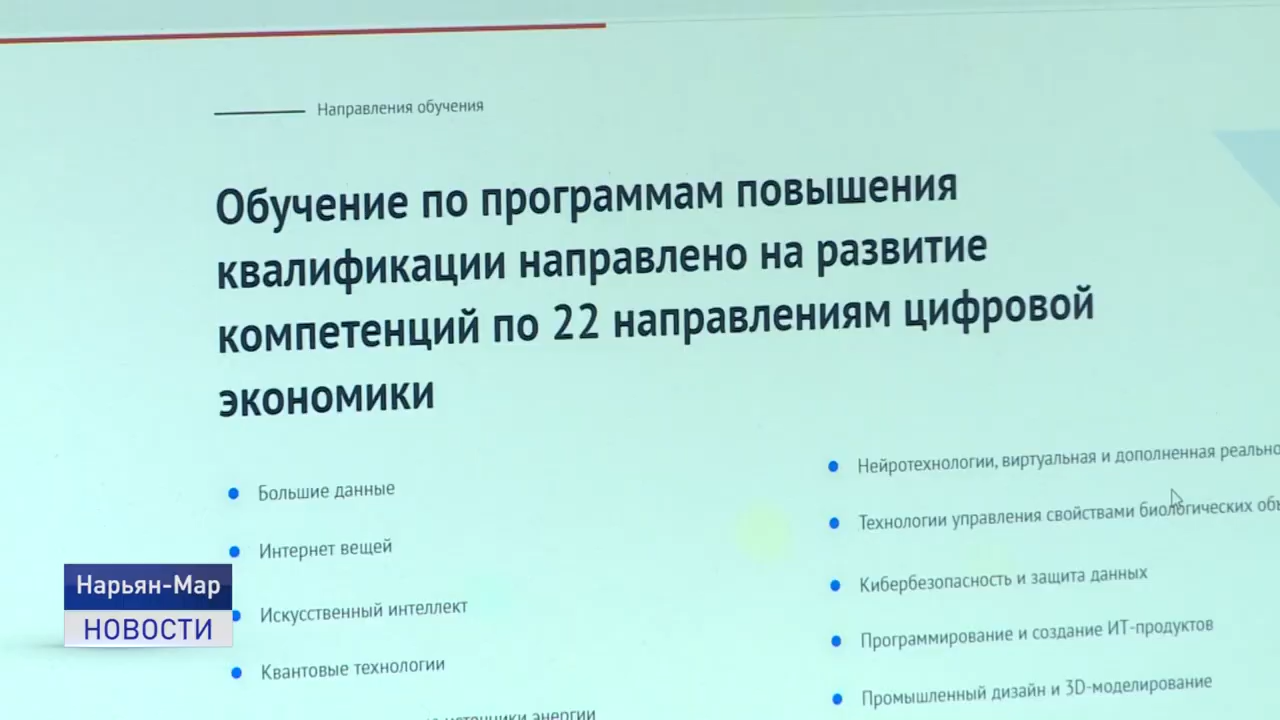 Направления обучения
Обучение по программам повышения
квалификации направлено на развитие
компетенций по 22 направлениям цифровой
экономики
Большие данные
Интернет вещей
Искусственный интеллект
Квантовые технологии
источники энергии
Нейротехнологии, виртуальная и дополненная
Технологии управления свойствами биологических
Кибербезопасность и защита данных
Программирование и создание ИТ-продуктов
Промышленный дизайн и 3D-моделирование
Нарьян-Мар
НОВОСТИ